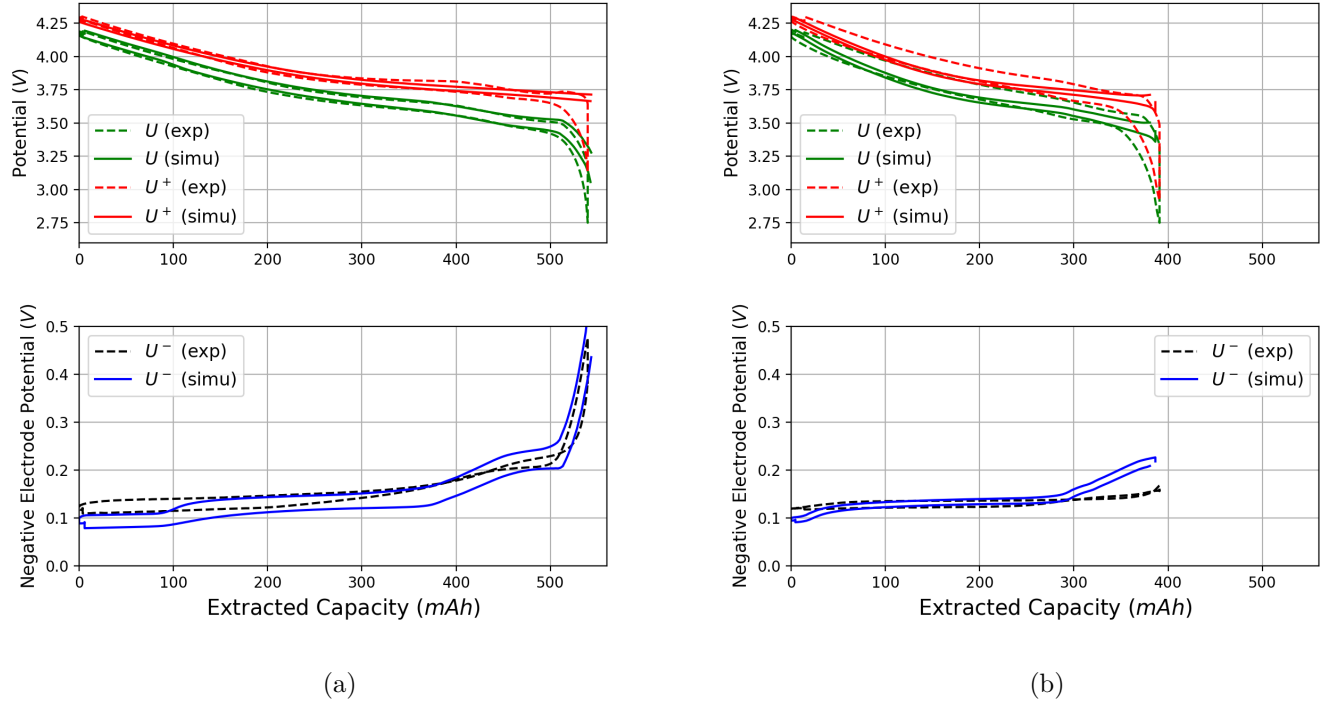 Potential (V)
4.25
4.00
3.75
3.50
3.25
3.00
2.75
U (exp)
U (simu)
U⁺ (exp)
U⁺ (simu)
0 100 200 300 400 500
Negative Electrode Potential (V)
0.5
0.4
0.3
0.2
0.1
0.0
U⁻ (exp)
U⁻ (simu)
0 100 200 300 400 500
Extracted Capacity (mAh)
(a)
Potential (V)
4.25
4.00
3.75
3.50
3.25
3.00
2.75
U (exp)
U (simu)
U⁺ (exp)
U⁺ (simu)
0 100 200 300 400 500
Negative Electrode Potential (V)
0.5
0.4
0.3
0.2
0.1
0.0
U⁻ (exp)
U⁻ (simu)
0 100 200 300 400 500
Extracted Capacity (mAh)
(b)